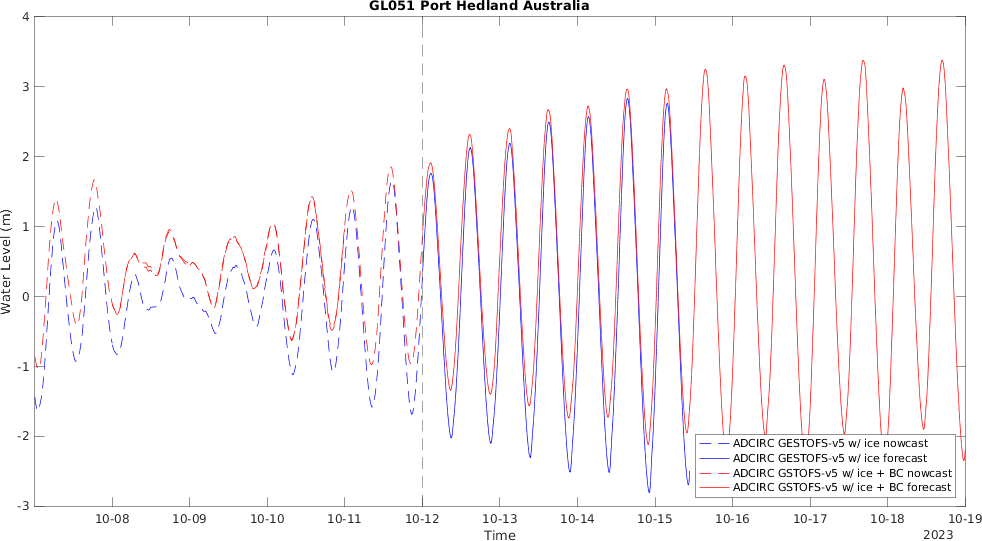 GL051 Port Hedland Australia
4
3
2
1
0
-1
-2
-3
Water Level (m)
ADCIRC GESTOFS-v5 w/ ice nowcast
ADCIRC GESTOFS-v5 w/ ice forecast
ADCIRC GSTOFS-v5 w/ ice + BC nowcast
ADCIRC GSTOFS-v5 w/ ice + BC forecast
10-08 10-09 10-10 10-11 10-12 10-13 10-14 10-15 10-16 10-17 10-18 10-19
Time
2023